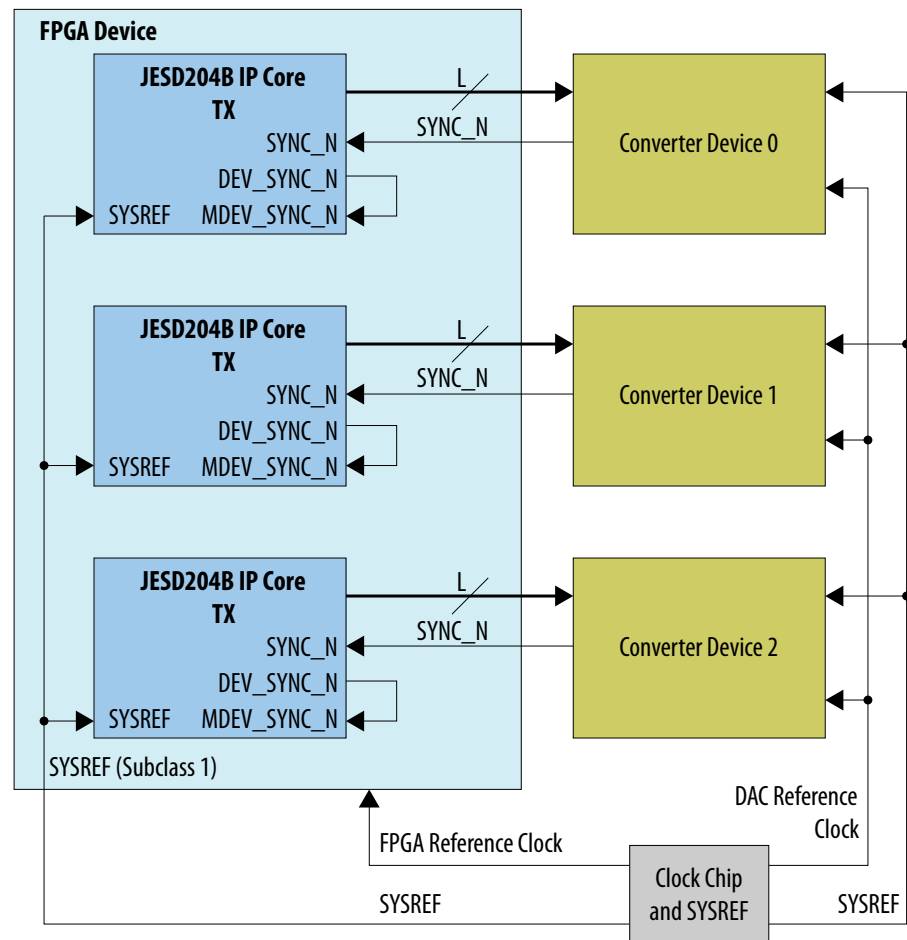 FPGA Device
JESD204B IP Core
TX
L
SYNC_N
SYNC_N
DEV_SYNC_N
SYSREF
MDEV_SYNC_N
Converter Device 0
JESD204B IP Core
TX
L
SYNC_N
SYNC_N
DEV_SYNC_N
SYSREF
MDEV_SYNC_N
Converter Device 1
JESD204B IP Core
TX
L
SYNC_N
SYNC_N
DEV_SYNC_N
SYSREF
MDEV_SYNC_N
Converter Device 2
SYSREF (Subclass 1)
DAC Reference
Clock
FPGA Reference Clock
Clock Chip
and SYSREF
SYSREF
SYSREF